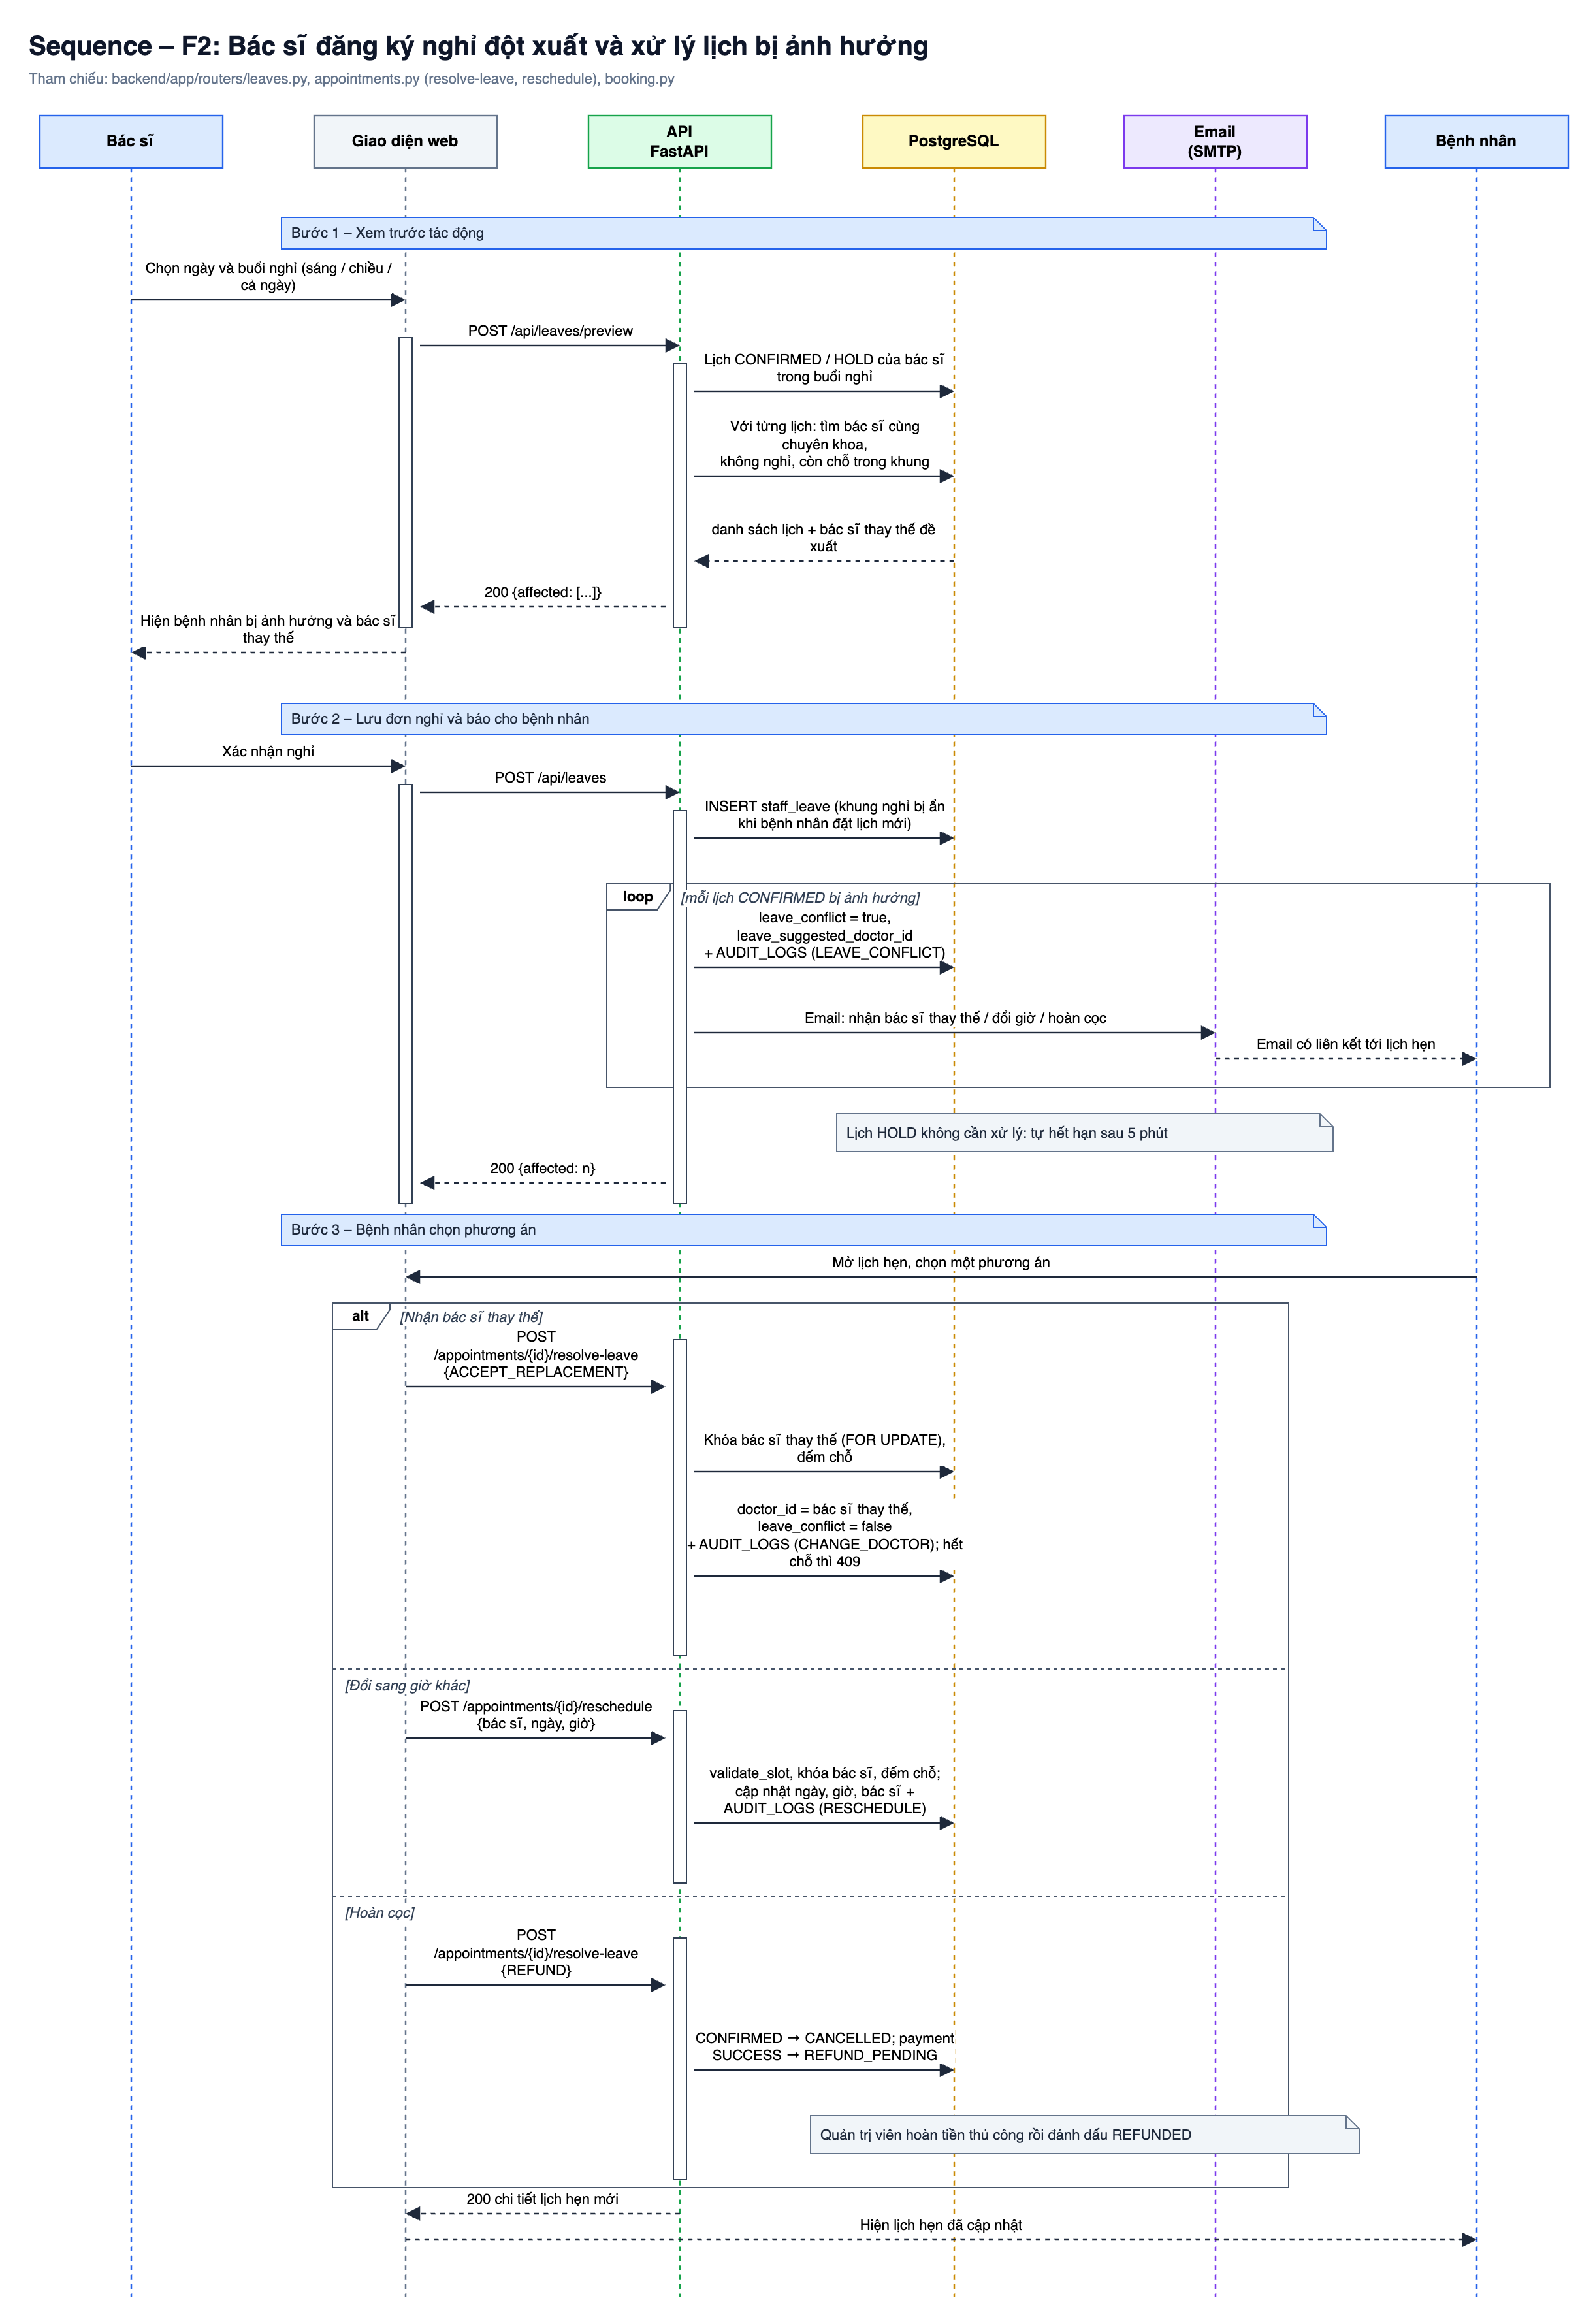 Sequence – F2: Bác sĩ đăng ký nghỉ đột xuất và xử lý lịch bị ảnh hưởng
Tham chiếu: backend/app/routers/leaves.py, appointments.py (resolve-leave, reschedule), booking.py
Bác sĩ
Giao diện web
API
FastAPI
PostgreSQL
Email
(SMTP)
Bệnh nhân
Bước 1 – Xem trước tác động
Chọn ngày và buổi nghỉ (sáng / chiều /
cả ngày)
POST /api/leaves/preview
Lịch CONFIRMED / HOLD của bác sĩ
trong buổi nghỉ
Với từng lịch: tìm bác sĩ cùng
chuyên khoa,
không nghỉ, còn chỗ trong khung
danh sách lịch + bác sĩ thay thế đề
xuất
200 {affected: [...]}
Hiện bệnh nhân bị ảnh hưởng và bác sĩ
thay thế
Bước 2 – Lưu đơn nghỉ và báo cho bệnh nhân
Xác nhận nghỉ
POST /api/leaves
INSERT staff_leave (khung nghỉ bị ẩn
khi bệnh nhân đặt lịch mới)
loop
[mỗi lịch CONFIRMED bị ảnh hưởng]
leave_conflict = true,
leave_suggested_doctor_id
+ AUDIT_LOGS (LEAVE_CONFLICT)
Email: nhận bác sĩ thay thế / đổi giờ / hoàn cọc
Email có liên kết tới lịch hẹn
Lịch HOLD không cần xử lý: tự hết hạn sau 5 phút
200 {affected: n}
Bước 3 – Bệnh nhân chọn phương án
Mở lịch hẹn, chọn một phương án
alt
[Nhận bác sĩ thay thế]
POST
/appointments/{id}/resolve-leave
{ACCEPT_REPLACEMENT}
Khóa bác sĩ thay thế (FOR UPDATE),
đếm chỗ
doctor_id = bác sĩ thay thế,
leave_conflict = false
+ AUDIT_LOGS (CHANGE_DOCTOR); hết
chỗ thì 409
[Đổi sang giờ khác]
POST /appointments/{id}/reschedule
{bác sĩ, ngày, giờ}
validate_slot, khóa bác sĩ, đếm chỗ;
cập nhật ngày, giờ, bác sĩ +
AUDIT_LOGS (RESCHEDULE)
[Hoàn cọc]
POST
/appointments/{id}/resolve-leave
{REFUND}
CONFIRMED → CANCELLED; payment
SUCCESS → REFUND_PENDING
Quản trị viên hoàn tiền thủ công rồi đánh dấu REFUNDED
200 chi tiết lịch hẹn mới
Hiện lịch hẹn đã cập nhật